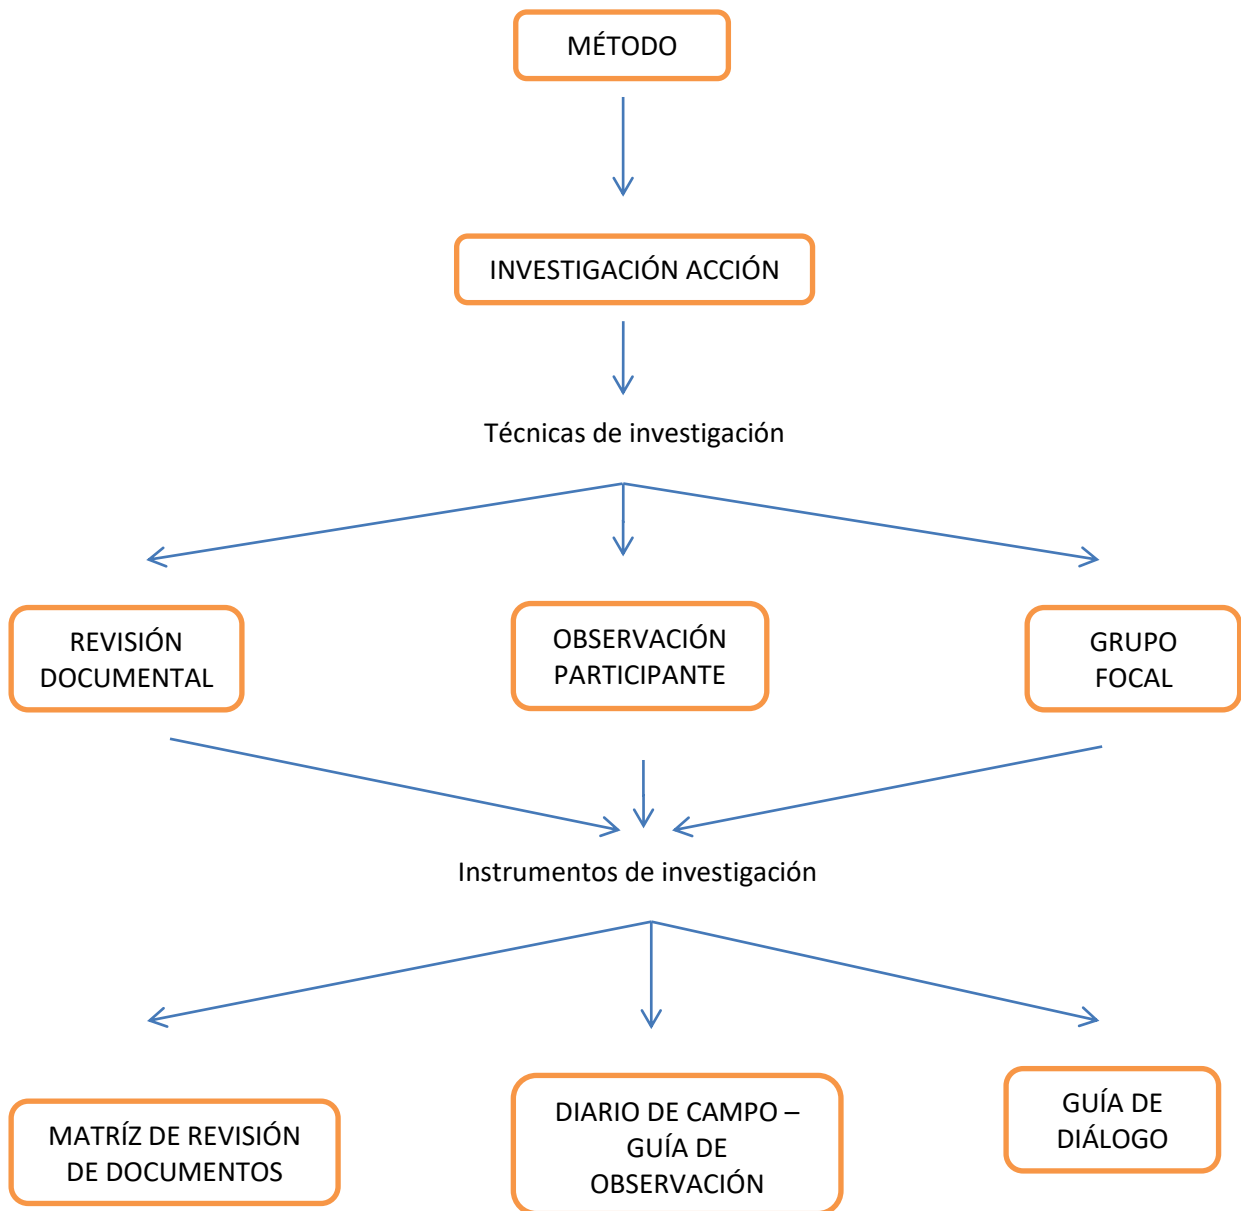 MÉTODO
INVESTIGACIÓN ACCIÓN
Técnicas de investigación
REVISIÓN
DOCUMENTAL
OBSERVACIÓN
PARTICIPANTE
GRUPO
FOCAL
Instrumentos de investigación
MATRÍZ DE REVISIÓN
DE DOCUMENTOS
DIARIO DE CAMPO –
GUÍA DE
OBSERVACIÓN
GUÍA DE
DIÁLOGO